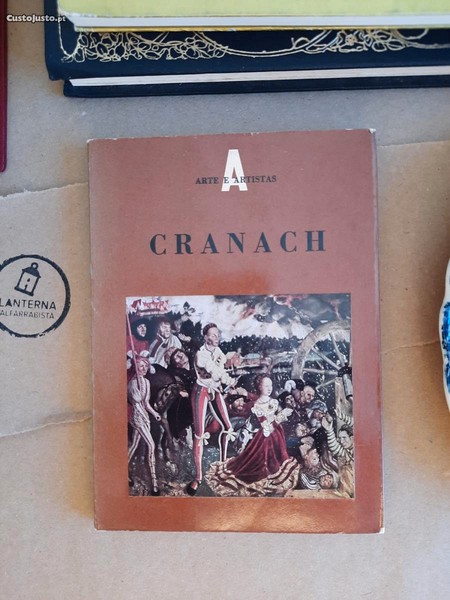 CustoJusto.pt
A
ARTE E ARTISTAS
CRANACH
LANTERNA
ALFARRABISTA